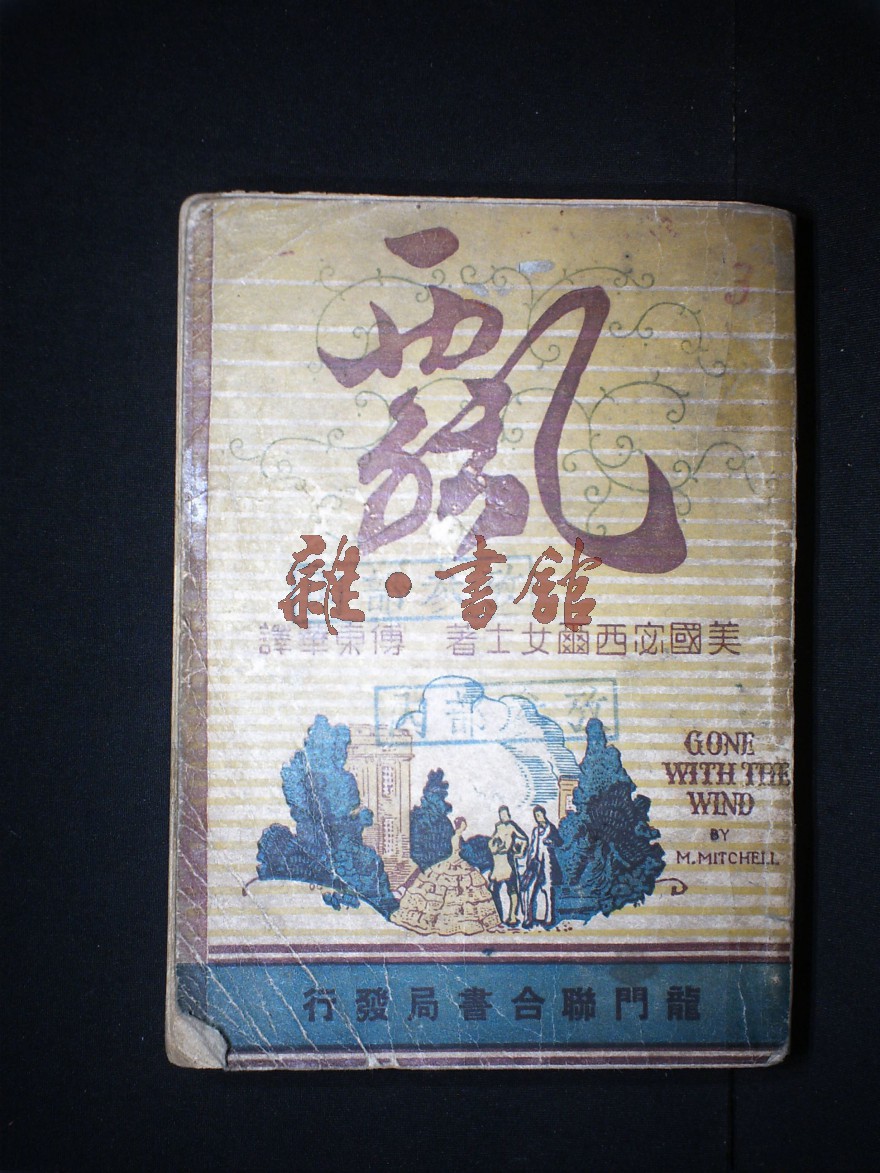 飄
雜·書館
美國宓西爾女士著 傅東華譯
GONE
WITH THE
WIND
BY
M. MITCHELL
龍門聯合書局發行